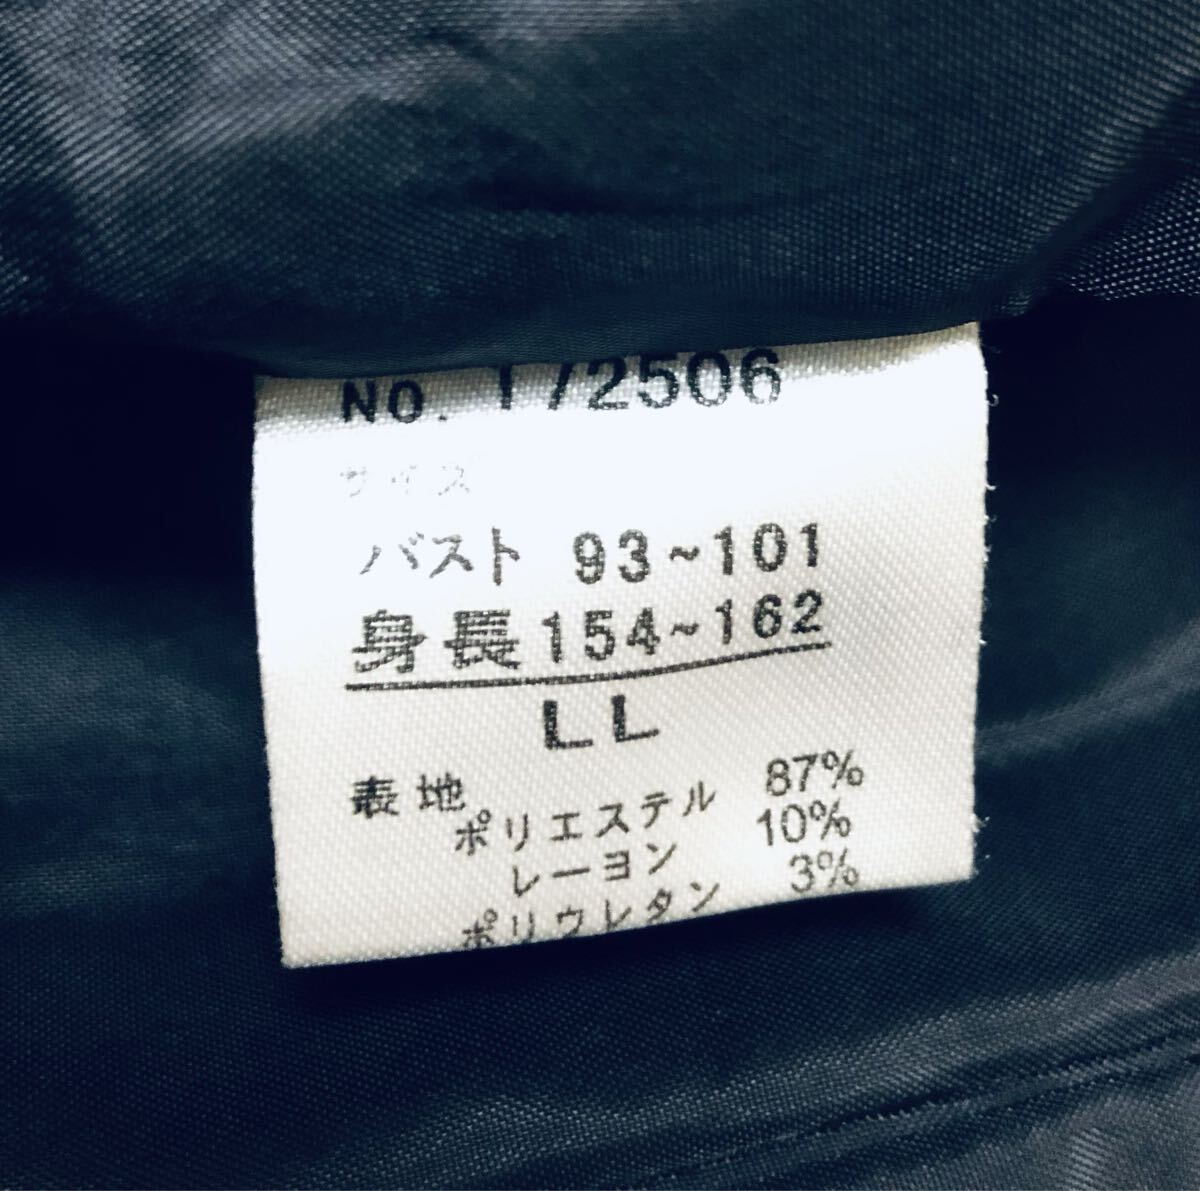 NO. 172506
サイズ
バスト 93~101
身長154~162
LL
表地
ポリエステル 87%
レーヨン 10%
ポリウレタン 3%